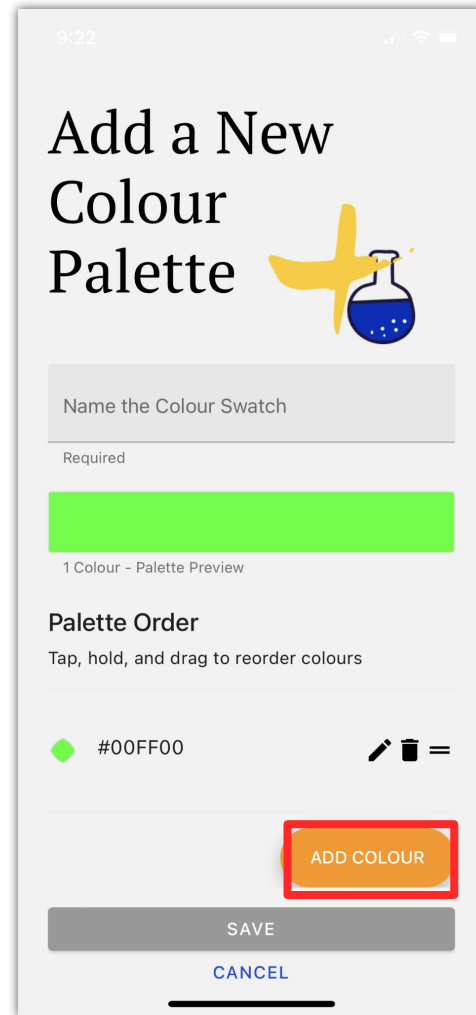 9:22
Add a New
Colour
Palette
Name the Colour Swatch
Required
1 Colour - Palette Preview
Palette Order
Tap, hold, and drag to reorder colours
#00FF00
ADD COLOUR
SAVE
CANCEL